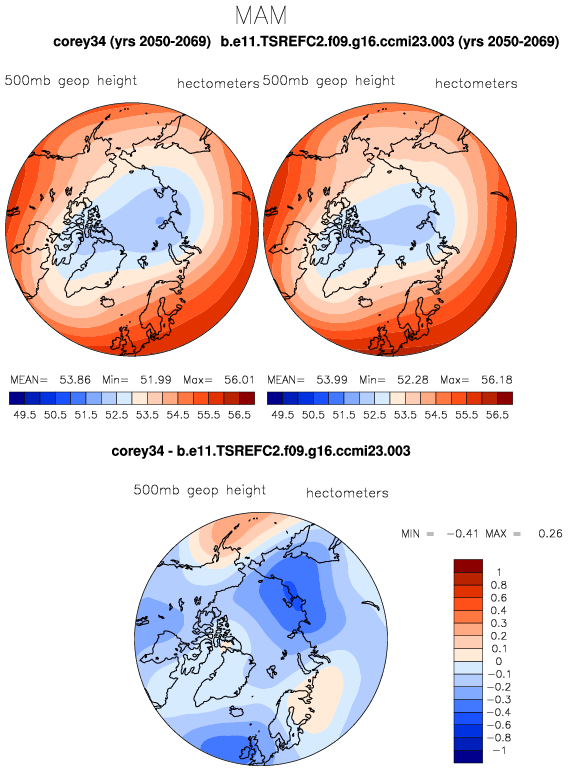 MAM
corey34 (yrs 2050-2069) b.e11.TSREFC2.f09.g16.ccmi23.003 (yrs 2050-2069)
500mb geop height hectometers 500mb geop height hectometers
MEAN= 53.86 Min= 51.99 Max= 56.01 MEAN= 53.99 Min= 52.28 Max= 56.18
49.5 50.5 51.5 52.5 53.5 54.5 55.5 56.5 49.5 50.5 51.5 52.5 53.5 54.5 55.5 56.5
corey34 - b.e11.TSREFC2.f09.g16.ccmi23.003
500mb geop height hectometers
MIN = -0.41 MAX = 0.26
1
0.8
0.6
0.4
0.3
0.2
0.1
0
-0.1
-0.2
-0.3
-0.4
-0.6
-0.8
-1